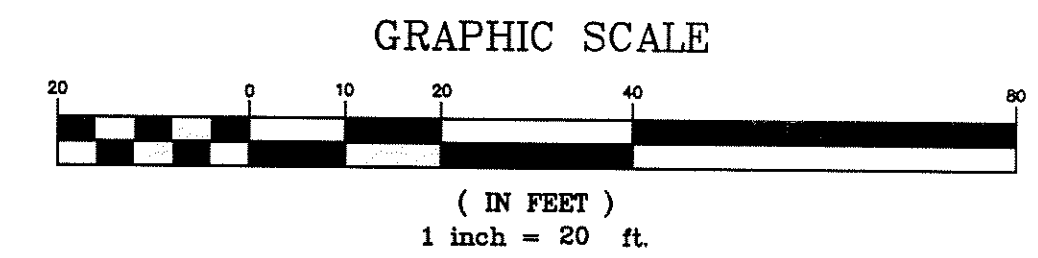 GRAPHIC SCALE
20 0 10 20 40 80
( IN FEET )
1 inch = 20 ft.